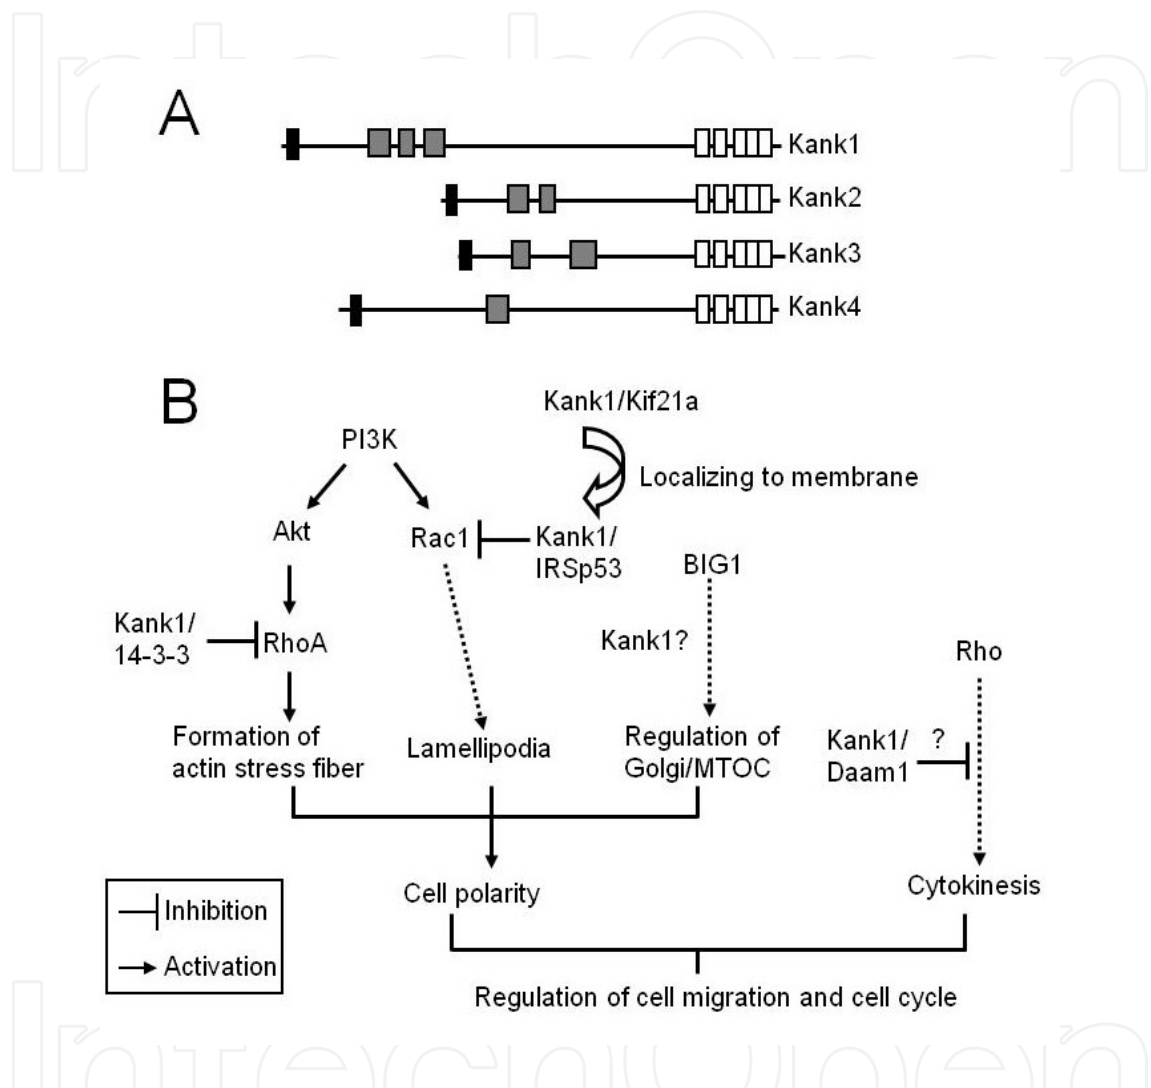 IntechOpen
A
Kank1
Kank2
Kank3
Kank4
B
Kank1/Kif21a
PI3K
Localizing to membrane
Akt
Rac1
Kank1/
IRSp53
BIG1
Kank1/
14-3-3
RhoA
Kank1?
Rho
Formation of
actin stress fiber
Lamellipodia
Regulation of
Golgi/MTOC
Kank1/
Daam1
?
Cell polarity
Cytokinesis
Inhibition
Activation
Regulation of cell migration and cell cycle
IntechOpen